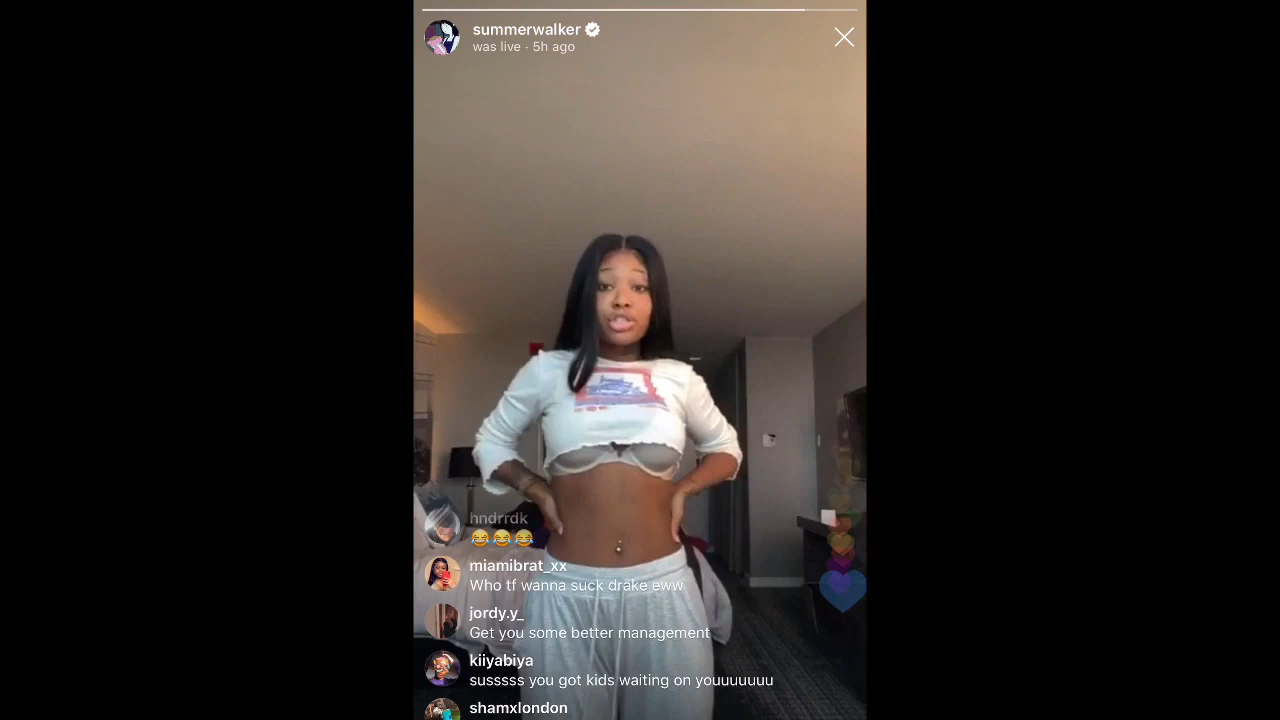 summerwalker
was live · 5h ago
hndrrdk
😂😂😂
miamibrat_xx
Who tf wanna suck drake eww
jordy.y_
Get you some better management
kiiyabiya
susssss you got kids waiting on youuuuuuu
shamxlondon